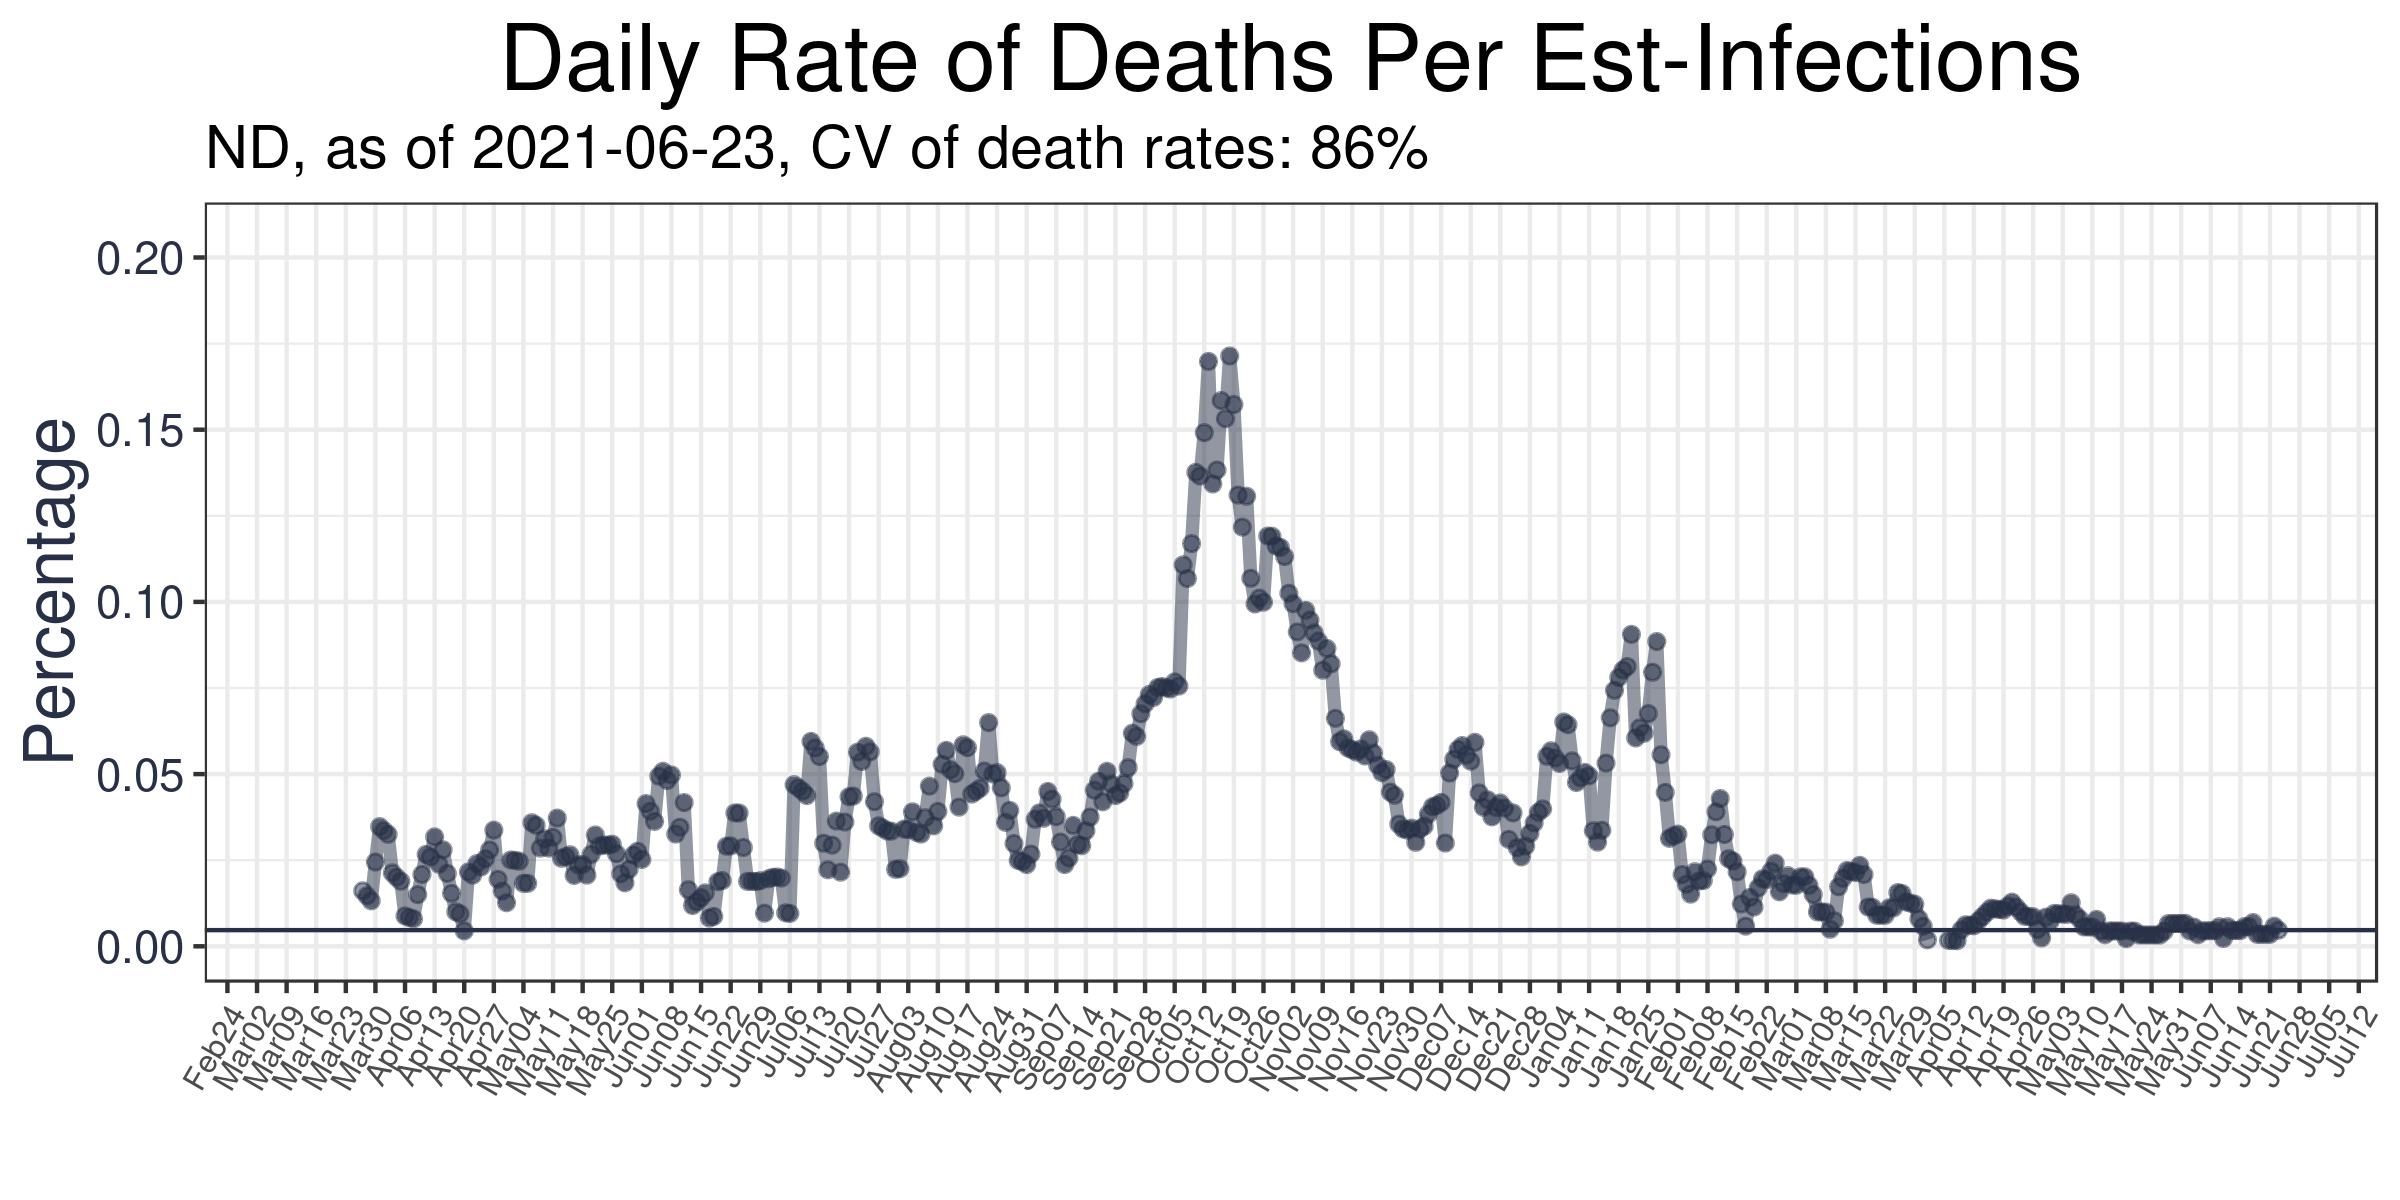 Daily Rate of Deaths Per Est-Infections
ND, as of 2021-06-23, CV of death rates: 86%
Percentage
0.20
0.15
0.10
0.05
0.00
Feb24
Mar02
Mar09
Mar16
Mar23
Mar30
Apr06
Apr13
Apr20
Apr27
May04
May11
May18
May25
Jun01
Jun08
Jun15
Jun22
Jun29
Jul06
Jul13
Jul20
Jul27
Aug03
Aug10
Aug17
Aug24
Aug31
Sep07
Sep14
Sep21
Sep28
Oct05
Oct12
Oct19
Oct26
Nov02
Nov09
Nov16
Nov23
Nov30
Dec07
Dec14
Dec21
Dec28
Jan04
Jan11
Jan18
Jan25
Feb01
Feb08
Feb15
Feb22
Mar01
Mar08
Mar15
Mar22
Mar29
Apr05
Apr12
Apr19
Apr26
May03
May10
May17
May24
May31
Jun07
Jun14
Jun21
Jun28
Jul05
Jul12